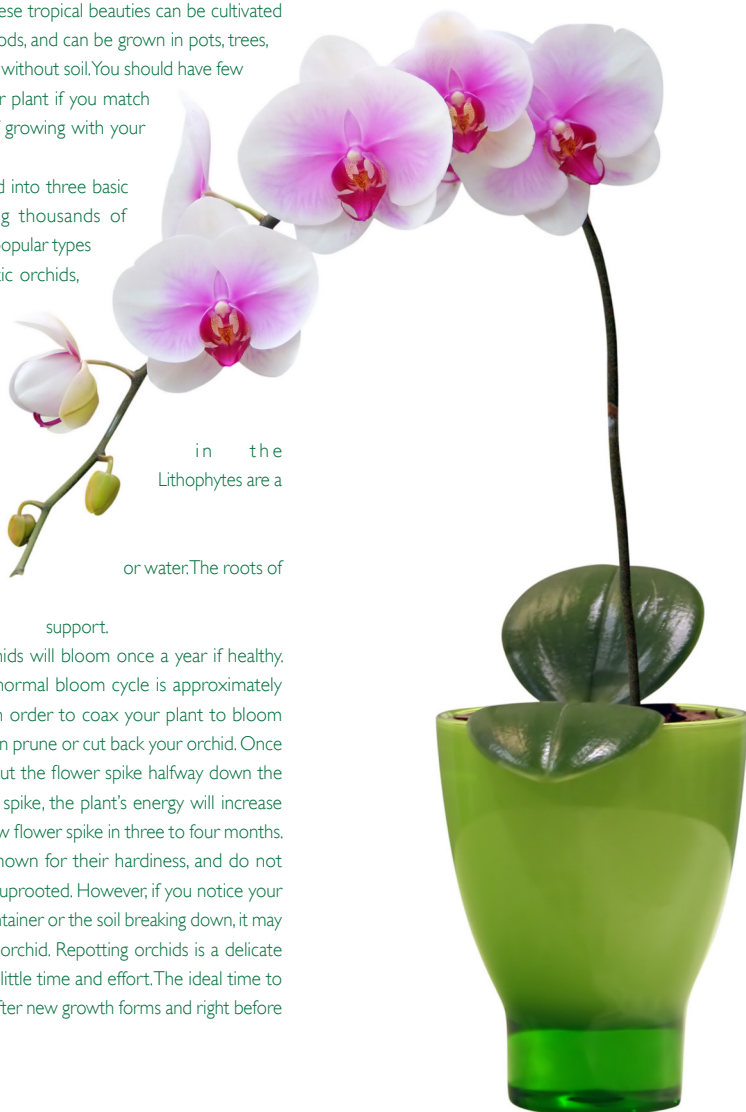 ese tropical beauties can be cultivated
ods, and can be grown in pots, trees,
without soil. You should have few
r plant if you match
growing with your
d into three basic
ng thousands of
popular types
ic orchids,
in the
Lithophytes are a
or water. The roots of
support.
hids will bloom once a year if healthy.
normal bloom cycle is approximately
n order to coax your plant to bloom
n prune or cut back your orchid. Once
ut the flower spike halfway down the
spike, the plant's energy will increase
w flower spike in three to four months.
nown for their hardiness, and do not
uprooted. However, if you notice your
ntainer or the soil breaking down, it may
orchid. Repotting orchids is a delicate
little time and effort. The ideal time to
fter new growth forms and right before